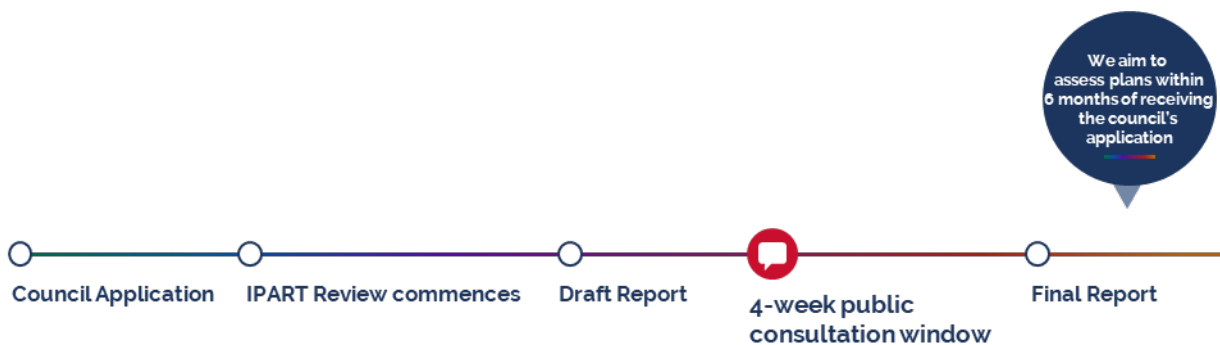 We aim to
assess plans within
6 months of receiving
the council's
application
Council Application
IPART Review commences
Draft Report
4-week public
consultation window
Final Report